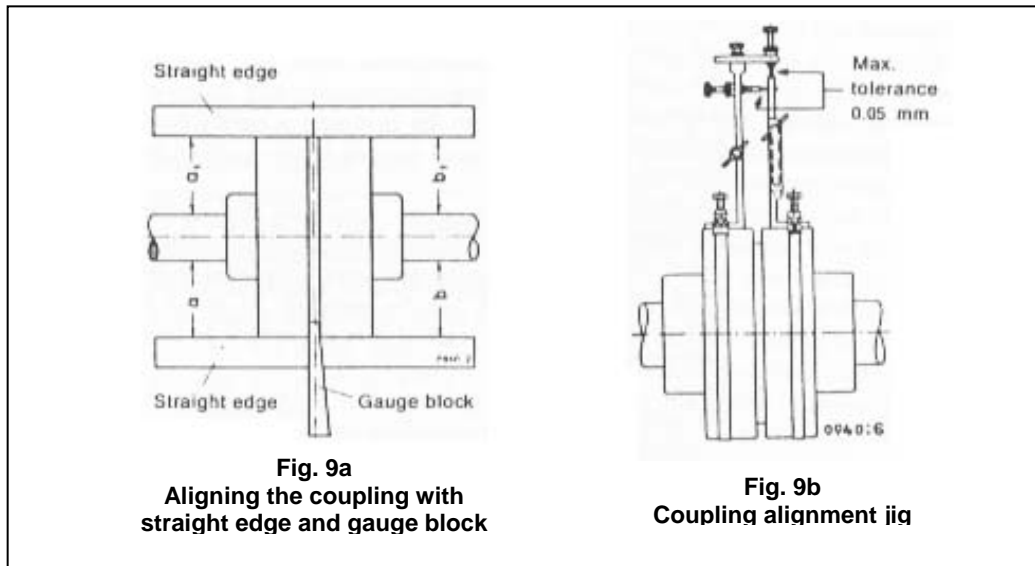 Straight edge
a'
b'
a
b
Straight edge
Gauge block
Fig. 9a
Aligning the coupling with
straight edge and gauge block
Max.
tolerance
0.05 mm
0940:6
Fig. 9b
Coupling alignment jig